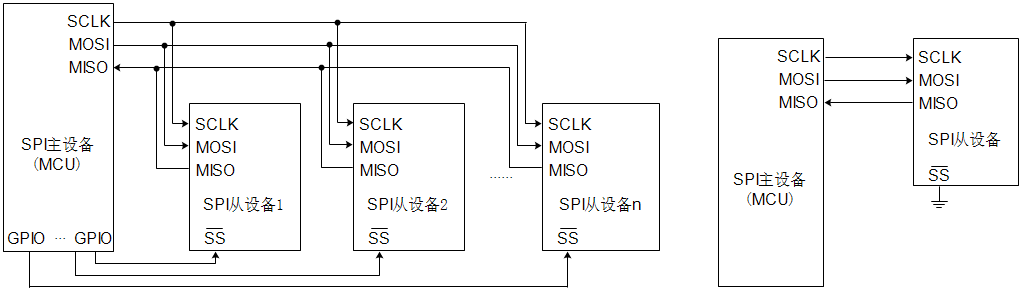 SCLK
MOSI
MISO
SPI主设备
(MCU)
GPIO ... GPIO
SCLK
MOSI
MISO
SPI从设备1
SS
SCLK
MOSI
MISO
SPI从设备2
SS
......
SCLK
MOSI
MISO
SPI从设备n
SS
SCLK
MOSI
MISO
SPI主设备
(MCU)
SCLK
MOSI
MISO
SPI从设备
SS